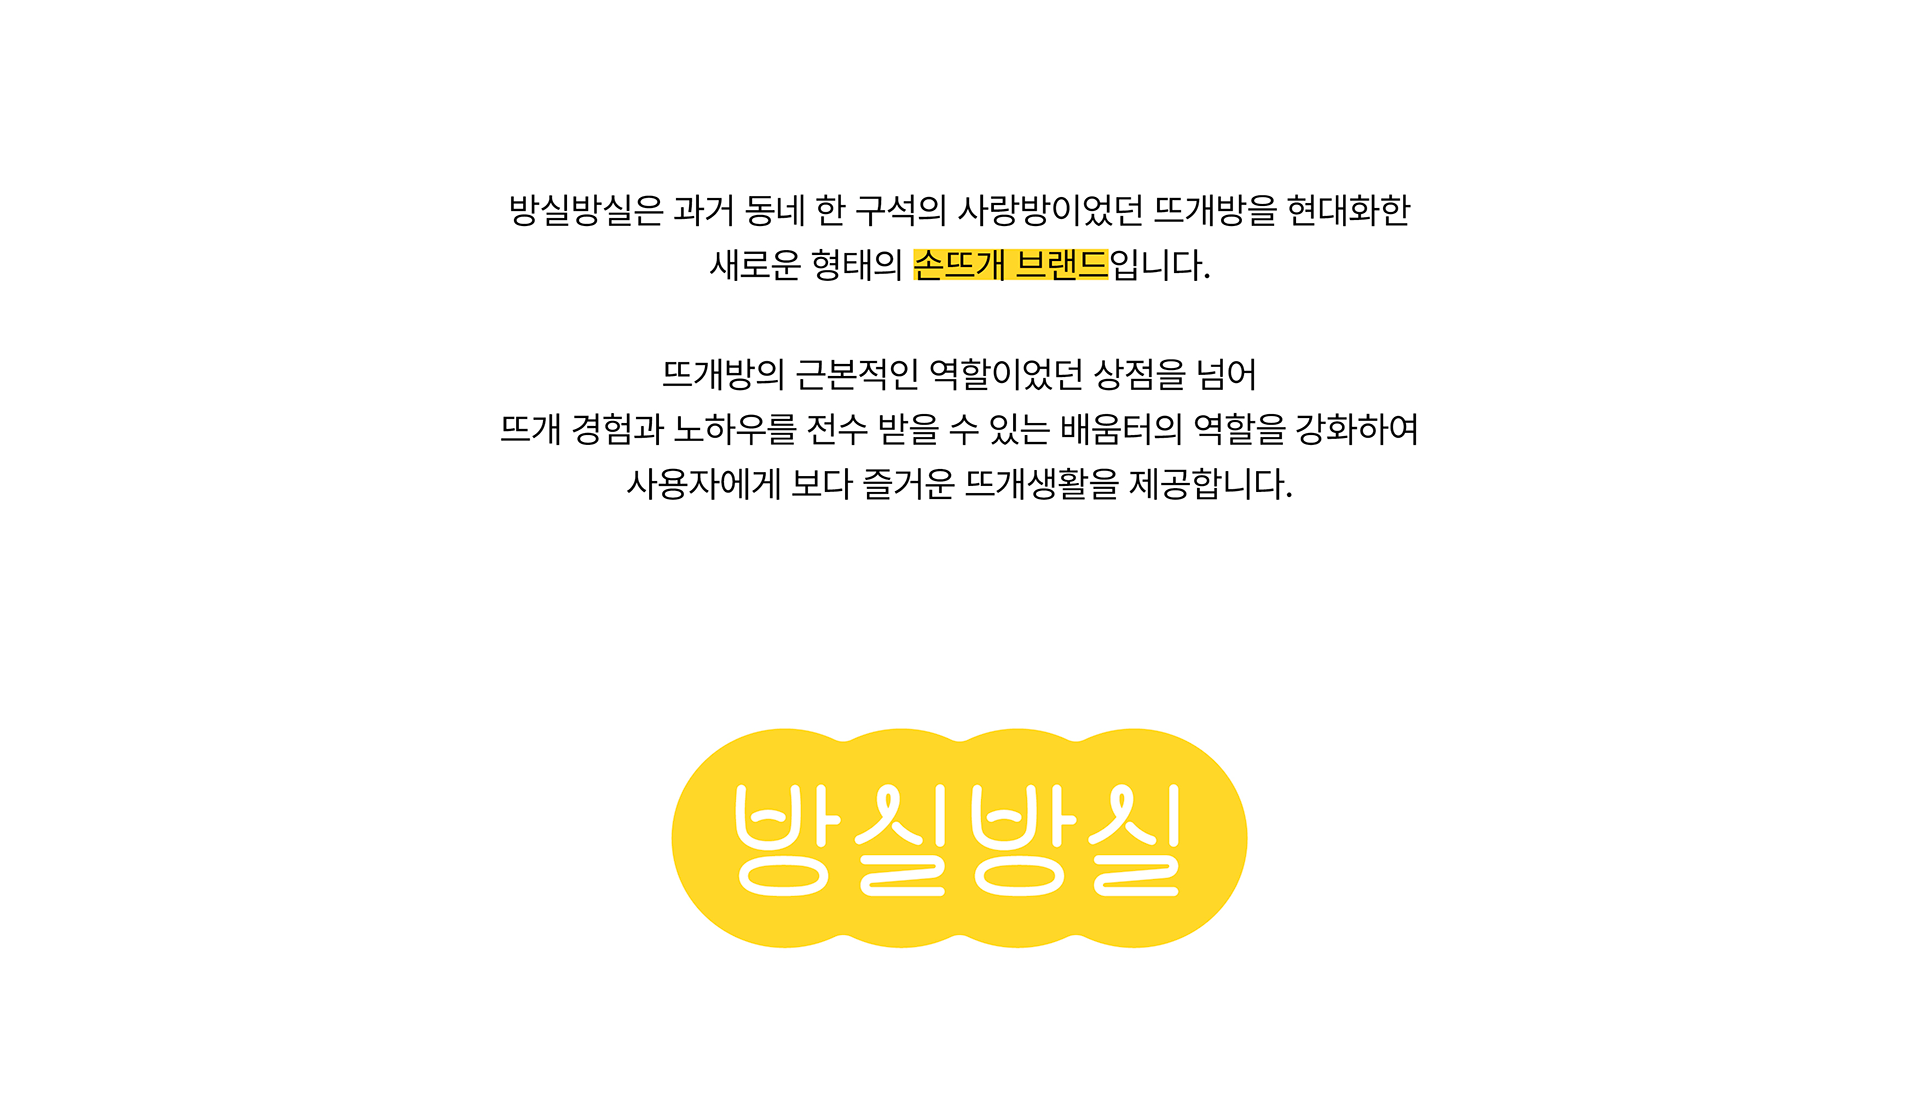 방실방실은 과거 동네 한 구석의 사랑방이었던 뜨개방을 현대화한
새로운 형태의 손뜨개 브랜드입니다.
뜨개방의 근본적인 역할이었던 상점을 넘어
뜨개 경험과 노하우를 전수 받을 수 있는 배움터의 역할을 강화하여
사용자에게 보다 즐거운 뜨개생활을 제공합니다.
방실방실